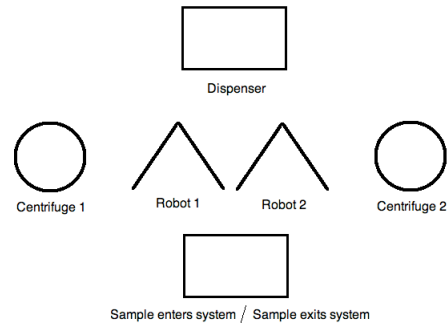 Dispenser
Centrifuge 1
Robot 1
Robot 2
Centrifuge 2
Sample enters system / Sample exits system